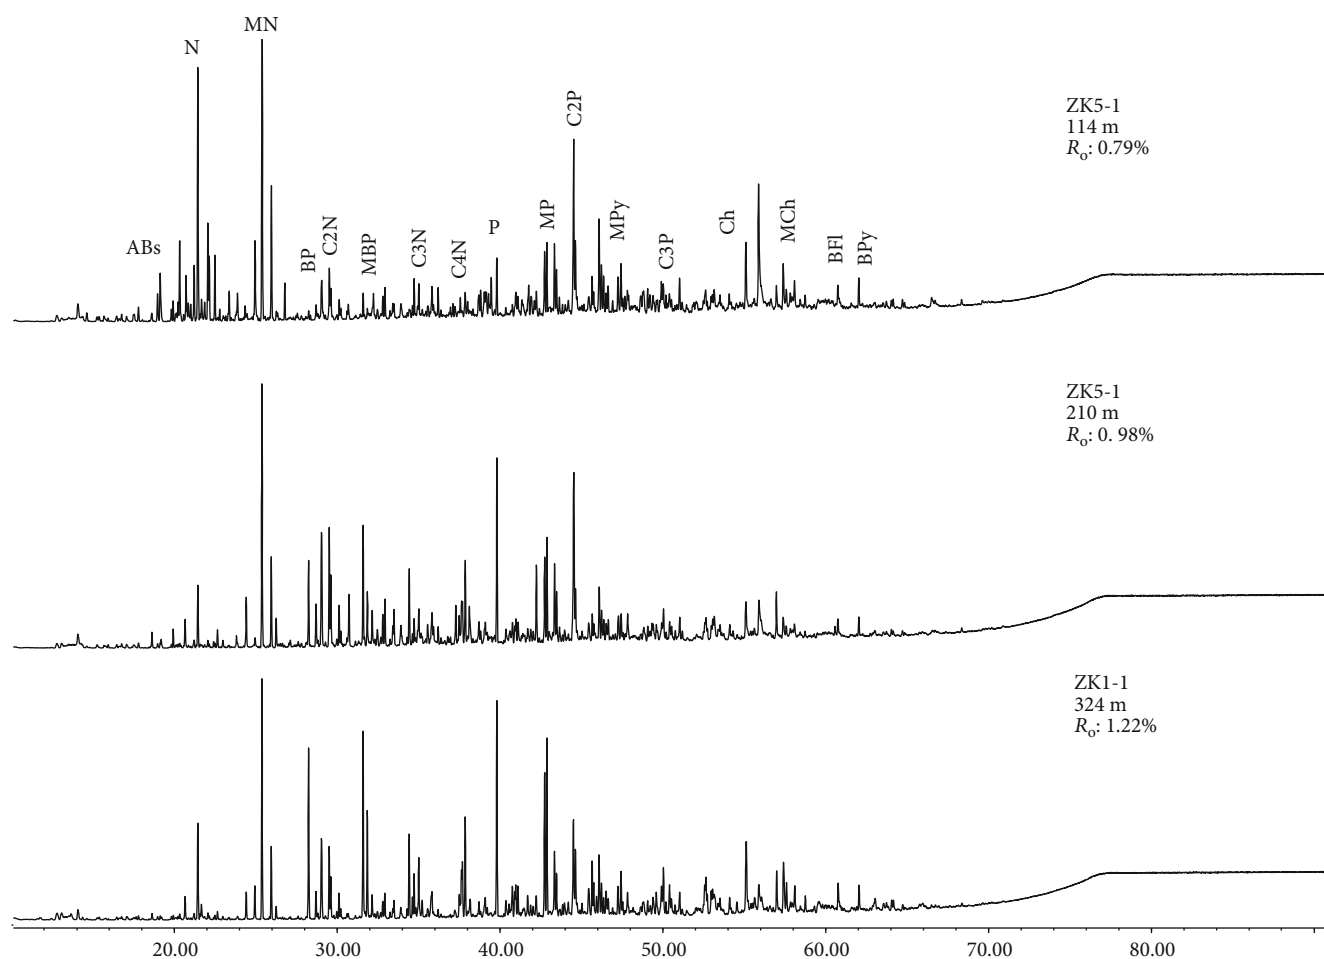 MN
N
C2P
ZK5-1
114 m
Ro: 0.79%
ABs
BP
C2N
MBP
C3N
C4N
P
MP
MPy
C3P
Ch
MCh
BFl
BPy
ZK5-1
210 m
Ro: 0. 98%
ZK1-1
324 m
Ro: 1.22%
20.00 30.00 40.00 50.00 60.00 70.00 80.00